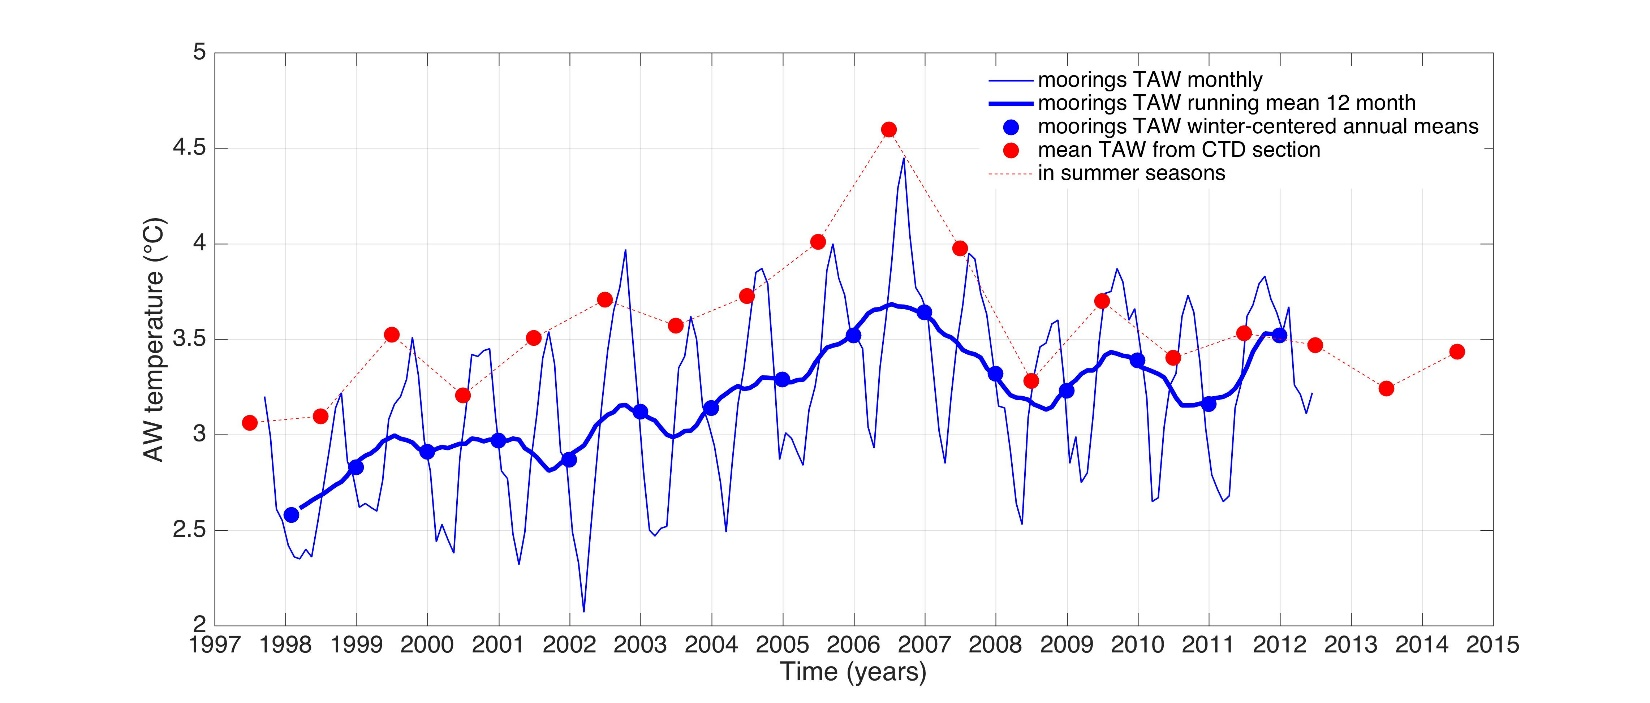 5
4.5
4
3.5
3
2.5
2
AW temperature (°C)
moorings TAW monthly
moorings TAW running mean 12 month
moorings TAW winter-centered annual means
mean TAW from CTD section
in summer seasons
1997 1998 1999 2000 2001 2002 2003 2004 2005 2006 2007 2008 2009 2010 2011 2012 2013 2014 2015
Time (years)